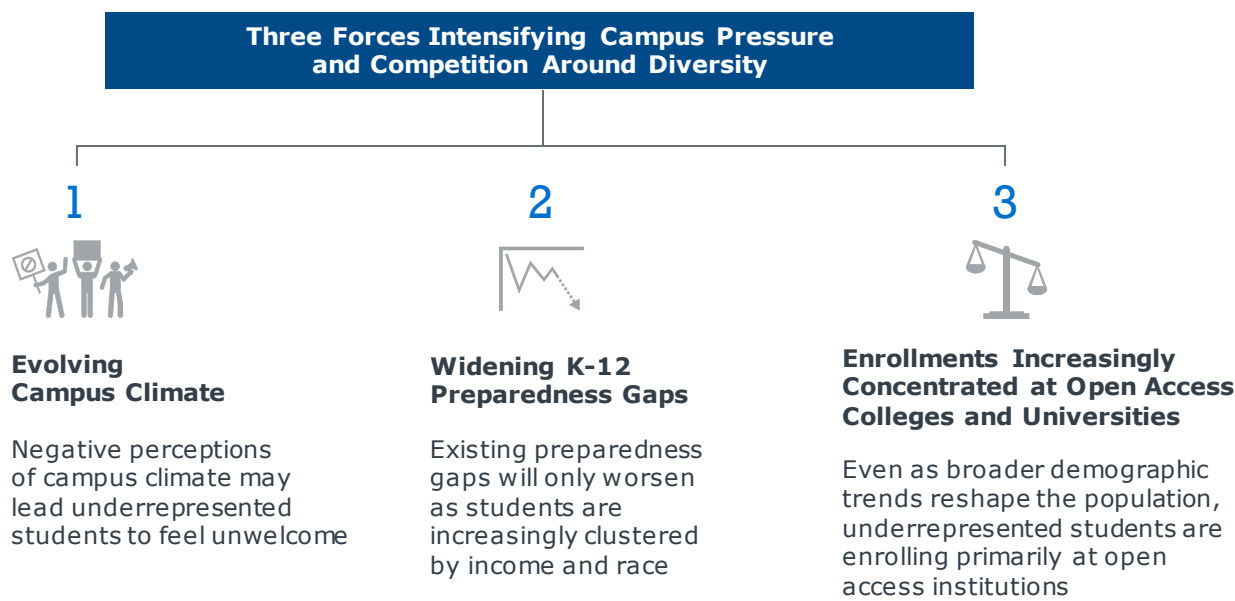 Three Forces Intensifying Campus Pressure
and Competition Around Diversity
1
Evolving
Campus Climate
Negative perceptions
of campus climate may
lead underrepresented
students to feel unwelcome
2
Widening K-12
Preparedness Gaps
Existing preparedness
gaps will only worsen
as students are
increasingly clustered
by income and race
3
Enrollments Increasingly
Concentrated at Open Access
Colleges and Universities
Even as broader demographic
trends reshape the population,
underrepresented students are
enrolling primarily at open
access institutions